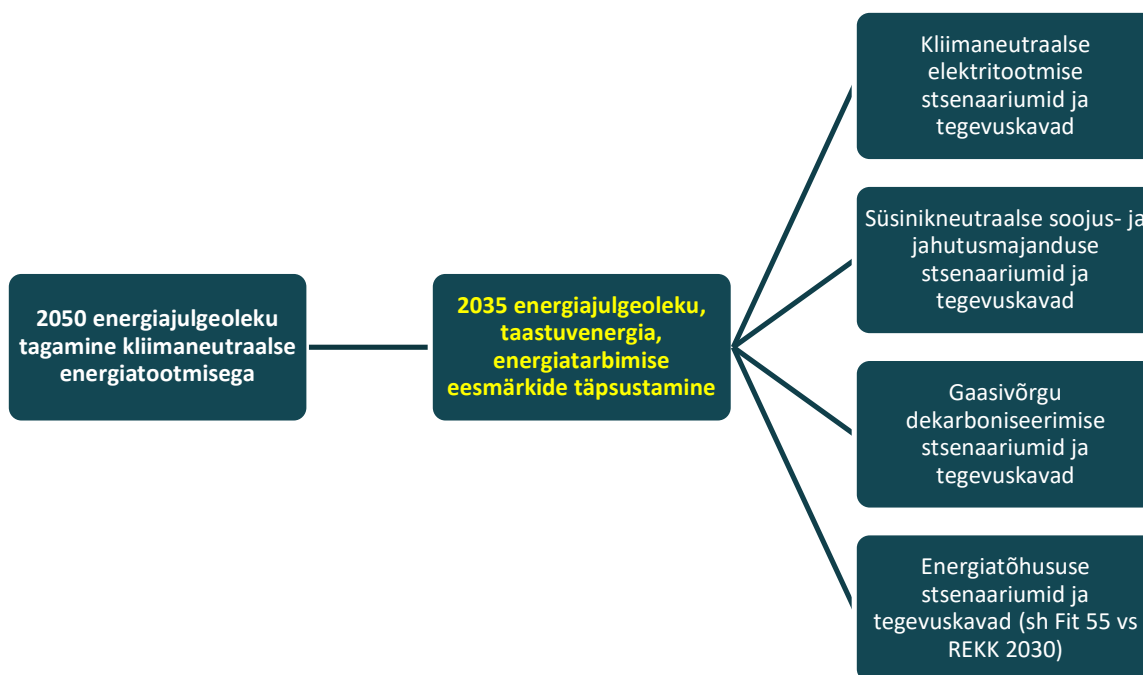 2050 energiajulgeoleku
tagamine kliimaneutraalse
energiatootmisega
2035 energiajulgeoleku,
taastuvenergia,
energiatarbimise
eesmärkide täpsustamine
Kliimaneutraalse
elektritootmise
stsenaariumid ja
tegevuskavad
Süsinikneutraalse soojus- ja
jahutusmajanduse
stsenaariumid ja
tegevuskavad
Gaasivõrgu
dekarboniseerimise
stsenaariumid ja
tegevuskavad
Energiatõhususe
stsenaariumid ja
tegevuskavad (sh Fit 55 vs
REKK 2030)